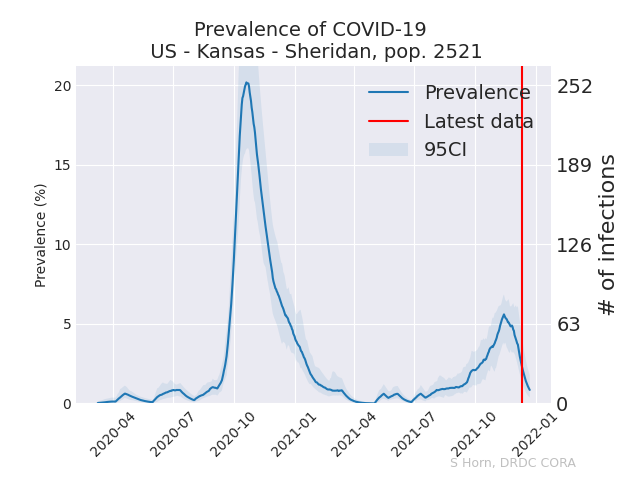 Prevalence of COVID-19
US - Kansas - Sheridan, pop. 2521
Prevalence
Latest data
95CI
20
15
10
5
0
Prevalence (%)
252
189
126
63
0
# of infections
2020-04
2020-07
2020-10
2021-01
2021-04
2021-07
2021-10
2022-01
S Horn, DRDC CORA